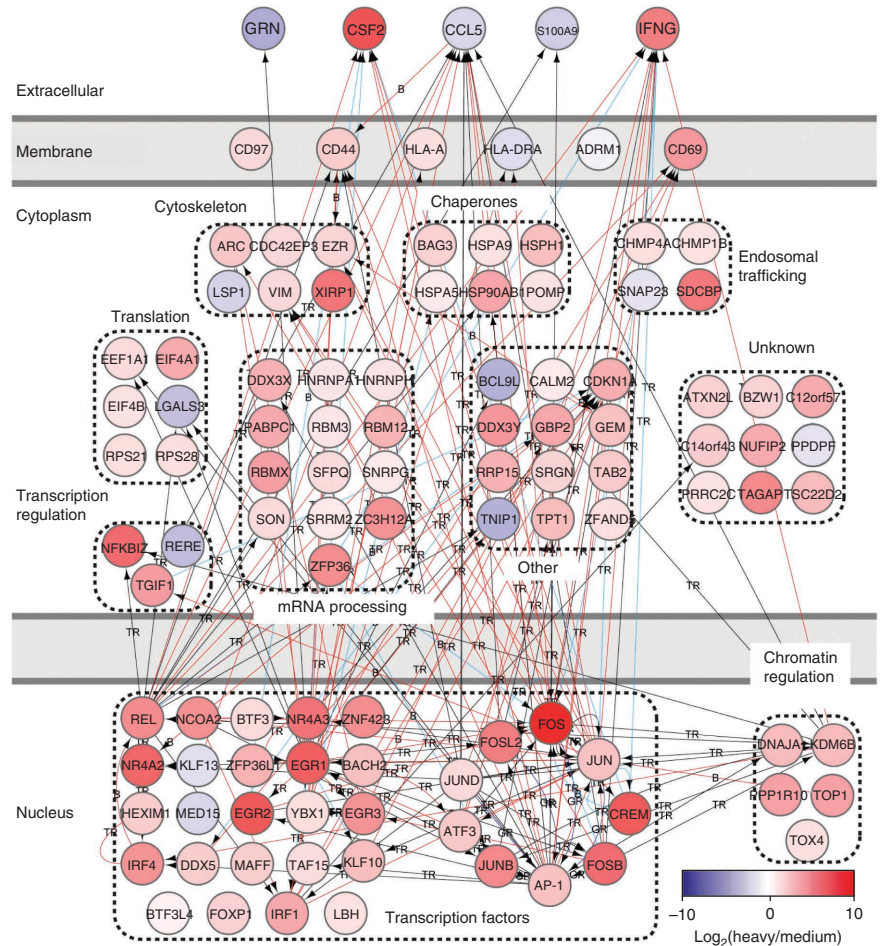 GRN CSF2 CCL5 S100A9 IFNG
B
Extracellular
Membrane
CD97 CD44 HLA-A HLA-DRA ADRM1 CD69
Cytoplasm
B
Cytoskeleton
ARC CDC42EP3 EZR
LSP1 VIM XIRP1
TR
Chaperones
BAG3 HSPA9 HSPH1
HSPA5 HSP90AB1 POMP
B
Endosomal
trafficking
CHMP4A CHMP1B
SNAP23 SDCBP
Translation
EEF1A1 EIF4A1
EIF4B LGALS3
RPS21 RPS28
DDX3X HNRNPA1 HNRNPH
PABPC1 RBM3 RBM12
RBMX SFPQ SNRPG
SON SRRM2 ZC3H12A
ZFP36
mRNA processing
BCL9L CALM2 CDKN1A
DDX3Y GBP2 GEM
RRP15 SRGN TAB2
TNIP1 TPT1 ZFAND5
Other
Unknown
ATXN2L BZW1 C12orf57
C14orf43 NUFIP2 PPDPF
PRRC2C TAGAP TSC22D2
Transcription
regulation
NFKBIZ RERE
TGIF1
TR TR TR TR
Chromatin
regulation
DNAJA1 KDM6B
PPP1R10 TOP1
TOX4
Nucleus
REL NCOA2 BTF3 NR4A3 ZNF428
NR4A2 KLF13 ZFP36L1 EGR1 BACH2
HEXIM1 MED15 EGR2 YBX1 EGR3
IRF4 DDX5 MAFF TAF15 KLF10
BTF3L4 FOXP1 IRF1 LBH
FOSL2 FOS
JUND JUN
ATF3 CREM
JUNB AP-1 FOSB
Transcription factors
−10 0 10
Log2(heavy/medium)